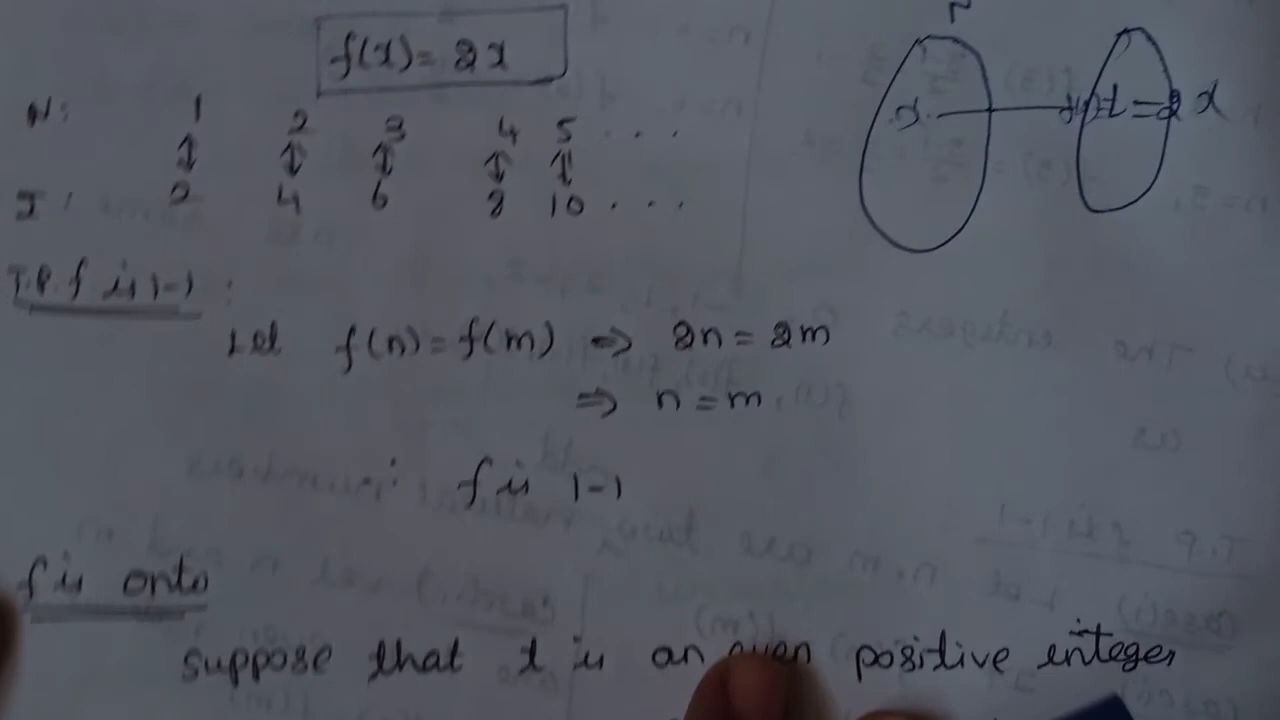 f(x) = 2x
N: 1 2 3 4 5 . . .
↕ ↕ ↕ ↕ ↕
I: 2 4 6 8 10 . . .
x t = 2x
T.P. f is 1-1 :
Let f(n) = f(m) ⇒ 2n = 2m
⇒ n = m
∴ f is 1-1
f is onto
suppose that t is an even positive integer